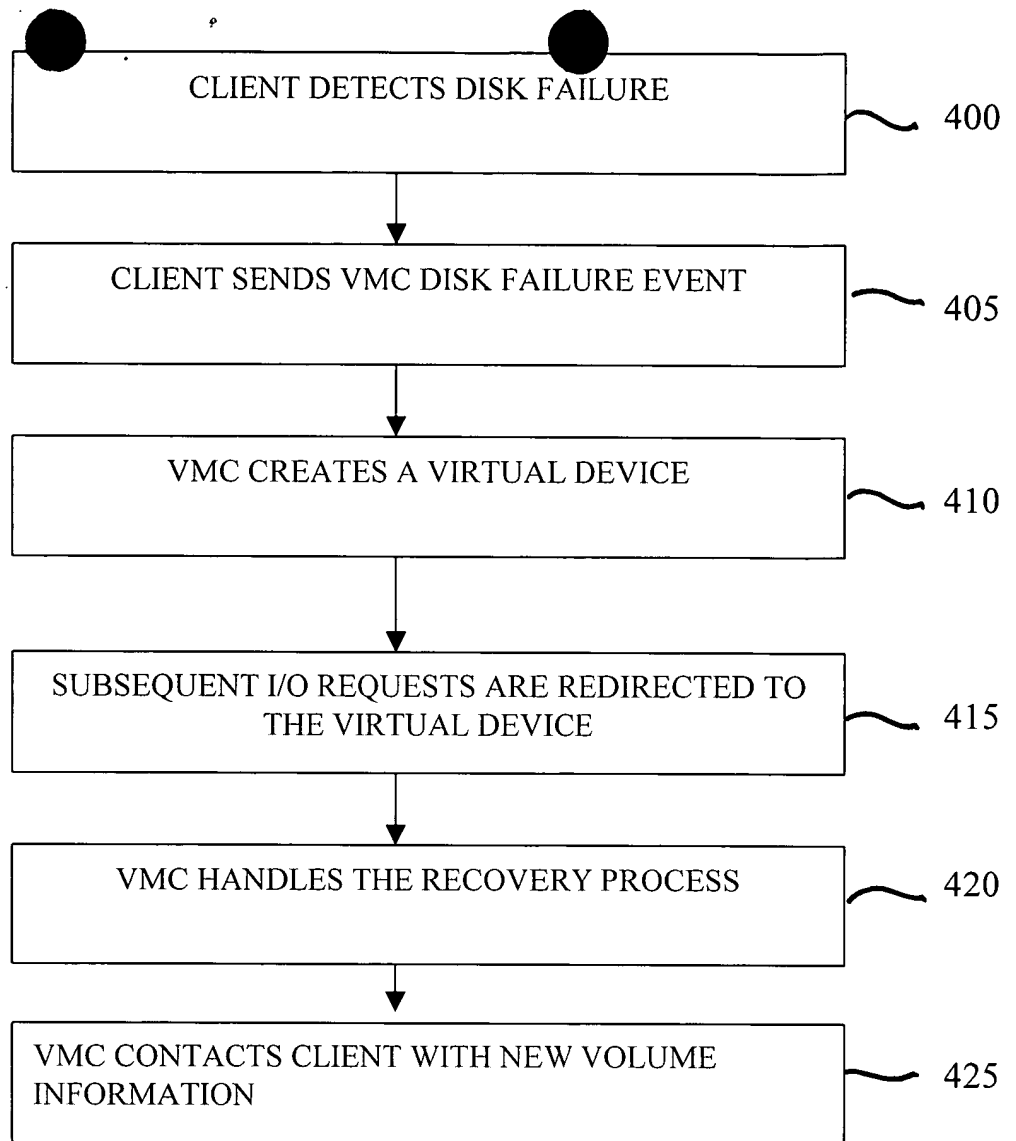 CLIENT DETECTS DISK FAILURE
400
CLIENT SENDS VMC DISK FAILURE EVENT
405
VMC CREATES A VIRTUAL DEVICE
410
SUBSEQUENT I/O REQUESTS ARE REDIRECTED TO
THE VIRTUAL DEVICE
415
VMC HANDLES THE RECOVERY PROCESS
420
VMC CONTACTS CLIENT WITH NEW VOLUME
INFORMATION
425